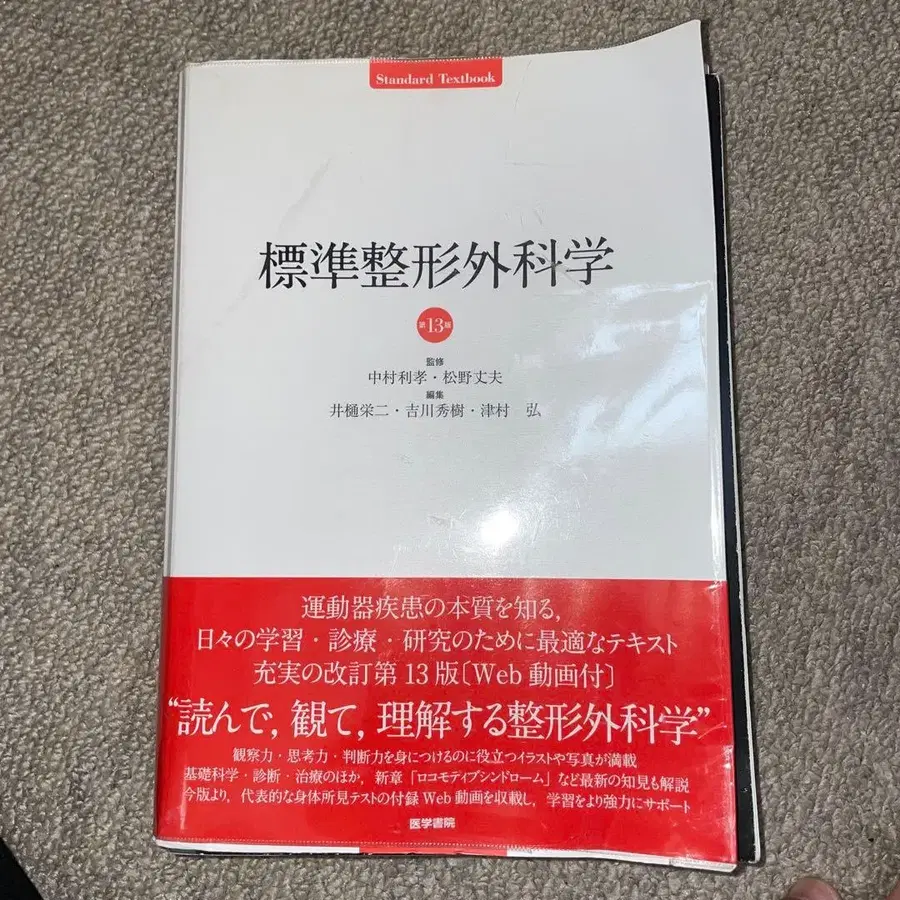 Standard Textbook
標準整形外科学
第13版
監修
中村利孝・松野丈夫
編集
井樋栄二・吉川秀樹・津村 弘
運動器疾患の本質を知る,
日々の学習・診療・研究のために最適なテキスト
充実の改訂第13版〔Web動画付〕
“読んで, 観て, 理解する整形外科学”
観察力・思考力・判断力を身につけるのに役立つイラストや写真が満載
基礎科学・診断・治療のほか, 新章「ロコモティブシンドローム」など最新の知見も解説
今版より, 代表的な身体所見テストの付録Web動画を収載し, 学習をより強力にサポート
医学書院